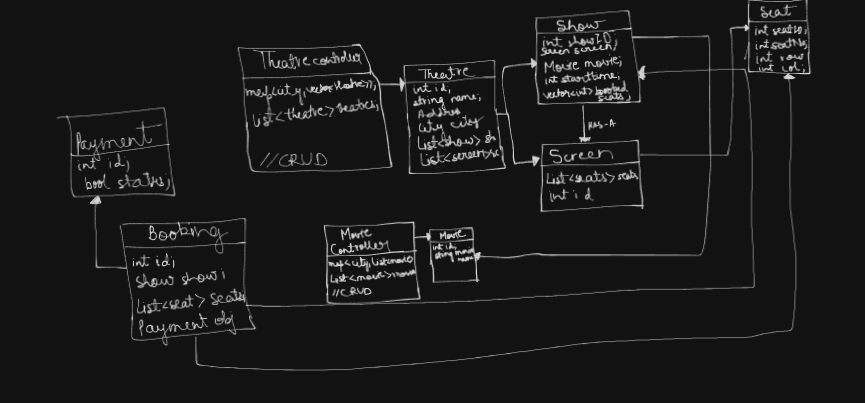 Theatre controller
map<city, vector<theatre>>;
List<theatre> theatres;
//CRUD
Theatre
int id;
string name;
Address
City city
List<show> sh
List<screen> sc
Show
int showID;
screen screen;
Movie movie;
int starttime;
vector<int> booked
seats;
HAS-A
Screen
List<seats> seats
int id
Seat
int seatID;
int seatNo;
int row
int col;
Payment
int id;
bool status;
Booking
int id;
show show;
List<seat> seats
Payment obj
Movie
Controller
map<city, List<movie>>
List<movie>
//CRUD
Movie
int id;
string movie
name